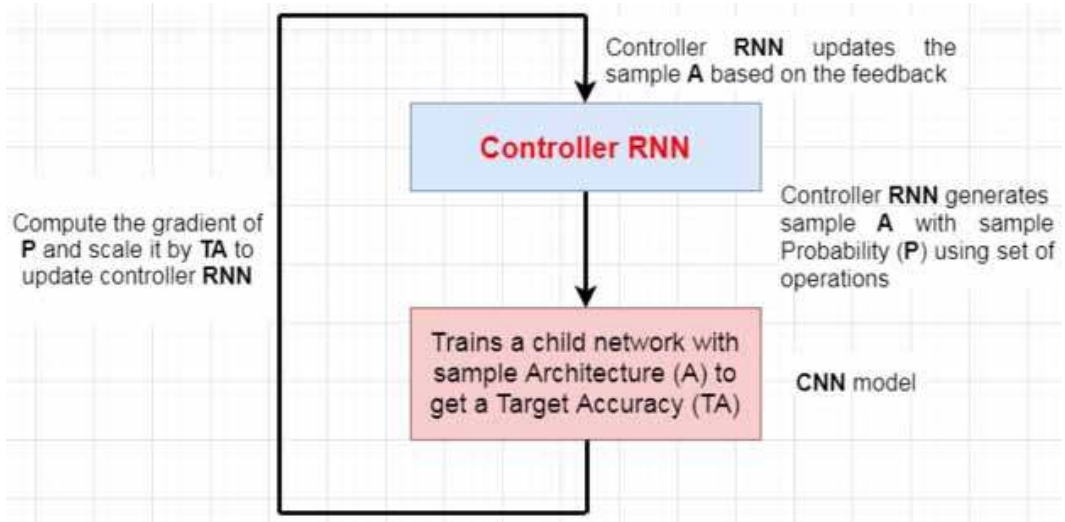 Controller RNN updates the
sample A based on the feedback
Controller RNN
Controller RNN generates
sample A with sample
Probability (P) using set of
operations
Compute the gradient of
P and scale it by TA to
update controller RNN
Trains a child network with
sample Architecture (A) to
get a Target Accuracy (TA)
CNN model